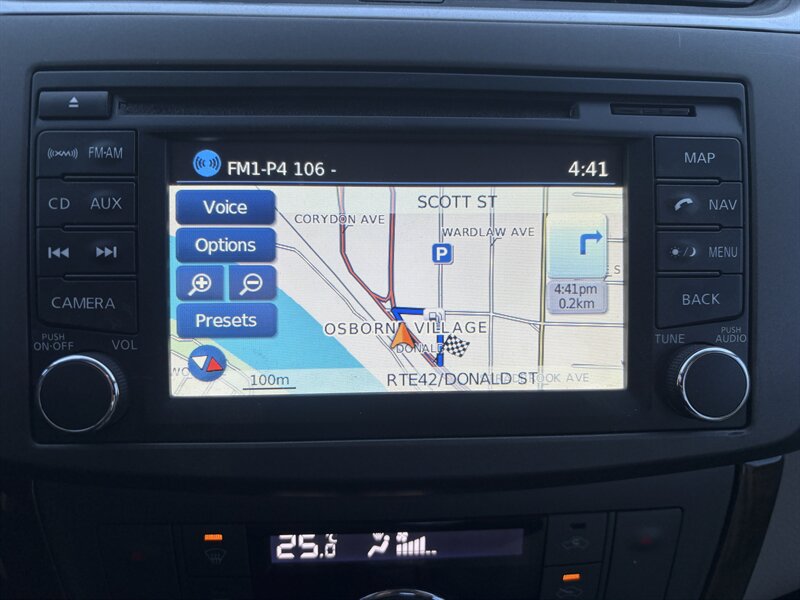 ((XM)) FM-AM
CD AUX
CAMERA
PUSH
ON·OFF
VOL
FM1-P4 106 -
4:41
Voice
Options
Presets
SCOTT ST
CORYDON AVE
WARDLAW AVE
P
4:41pm
0.2km
OSBORNE VILLAGE
DONALD
RTE42/DONALD ST
100m
MAP
NAV
MENU
BACK
TUNE
PUSH
AUDIO
25.0°C